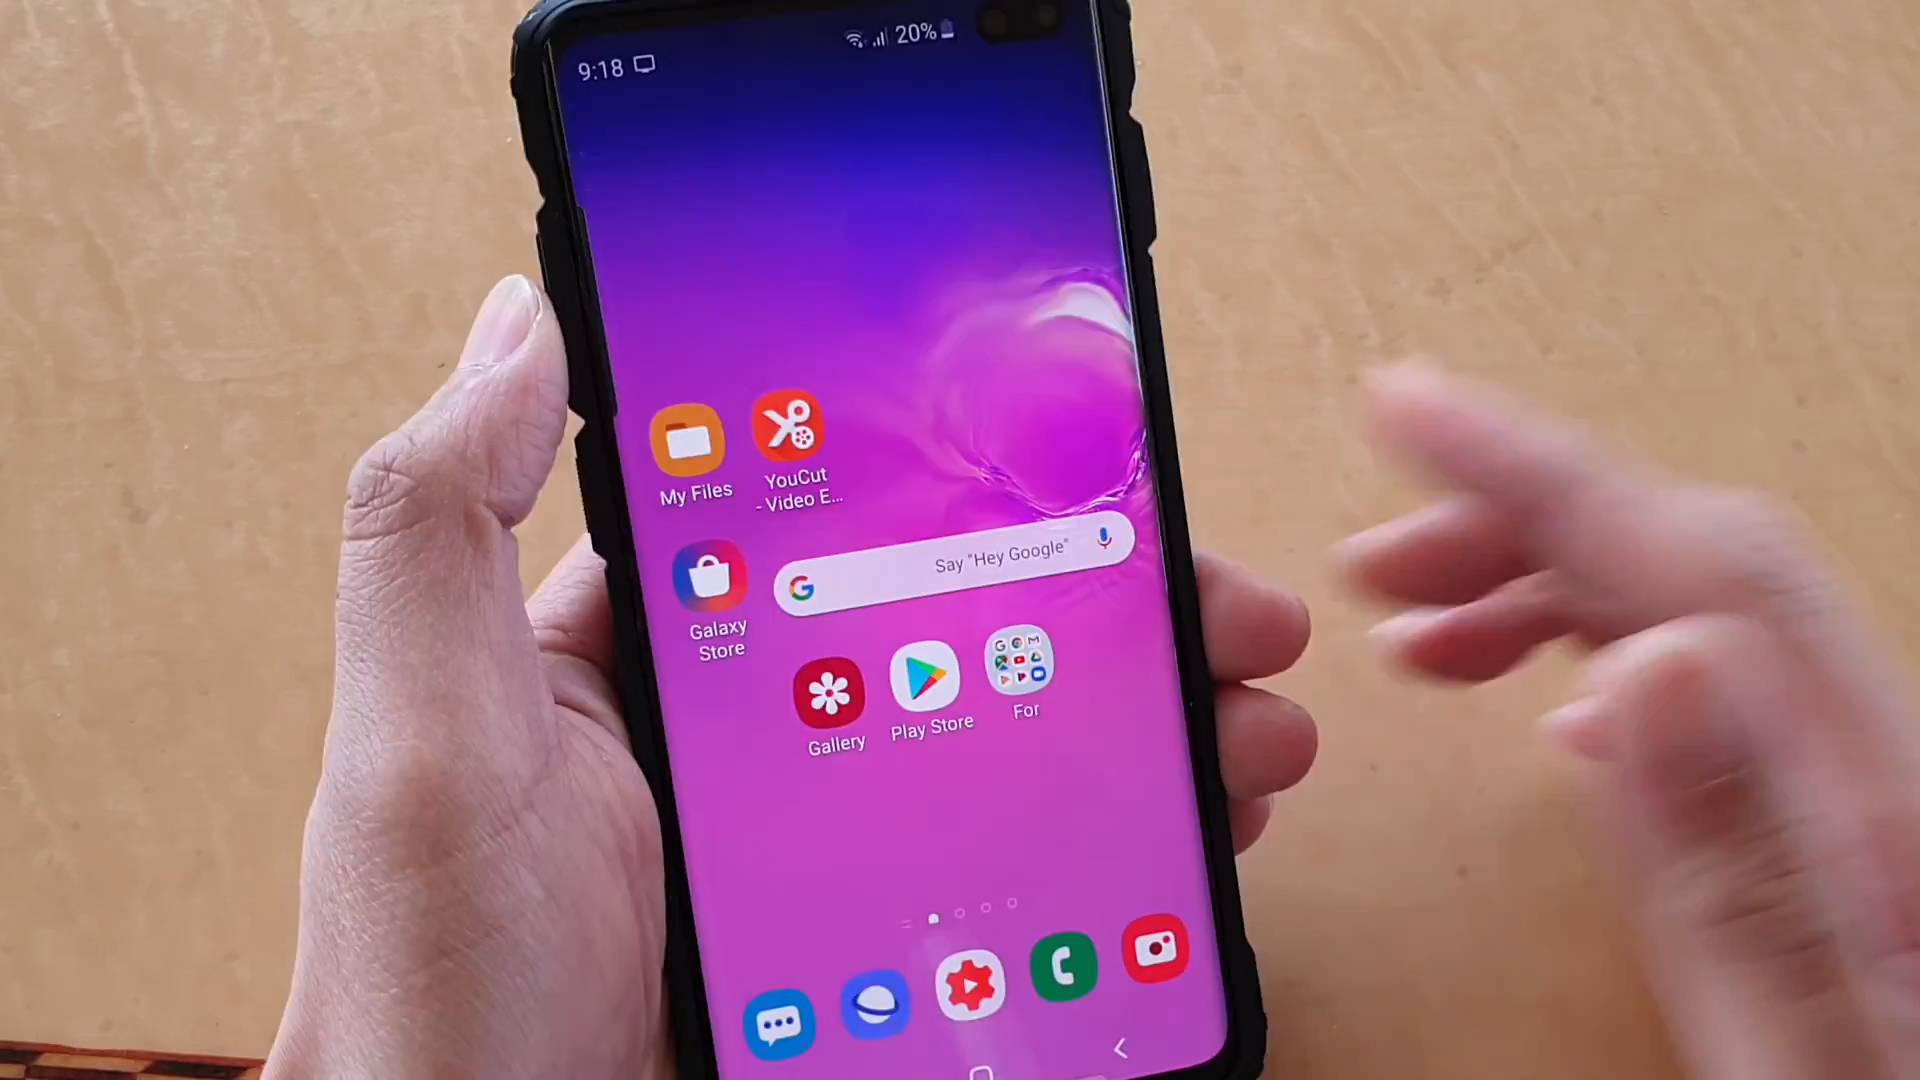 9:18
20%
My Files
YouCut
- Video E...
Say "Hey Google"
Galaxy
Store
Gallery
Play Store
For